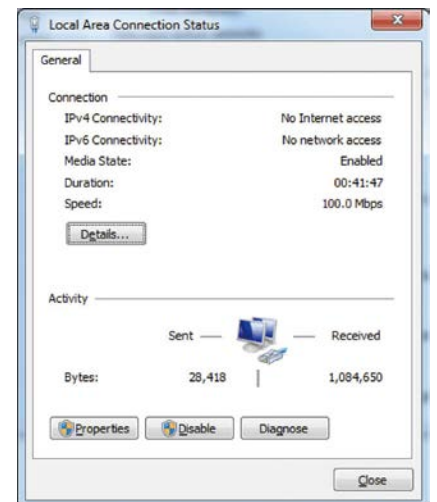 Local Area Connection Status
General
Connection
IPv4 Connectivity: No Internet access
IPv6 Connectivity: No network access
Media State: Enabled
Duration: 00:41:47
Speed: 100.0 Mbps
Details...
Activity
Sent — — Received
Bytes: 28,418 1,084,650
Properties Disable Diagnose
Close